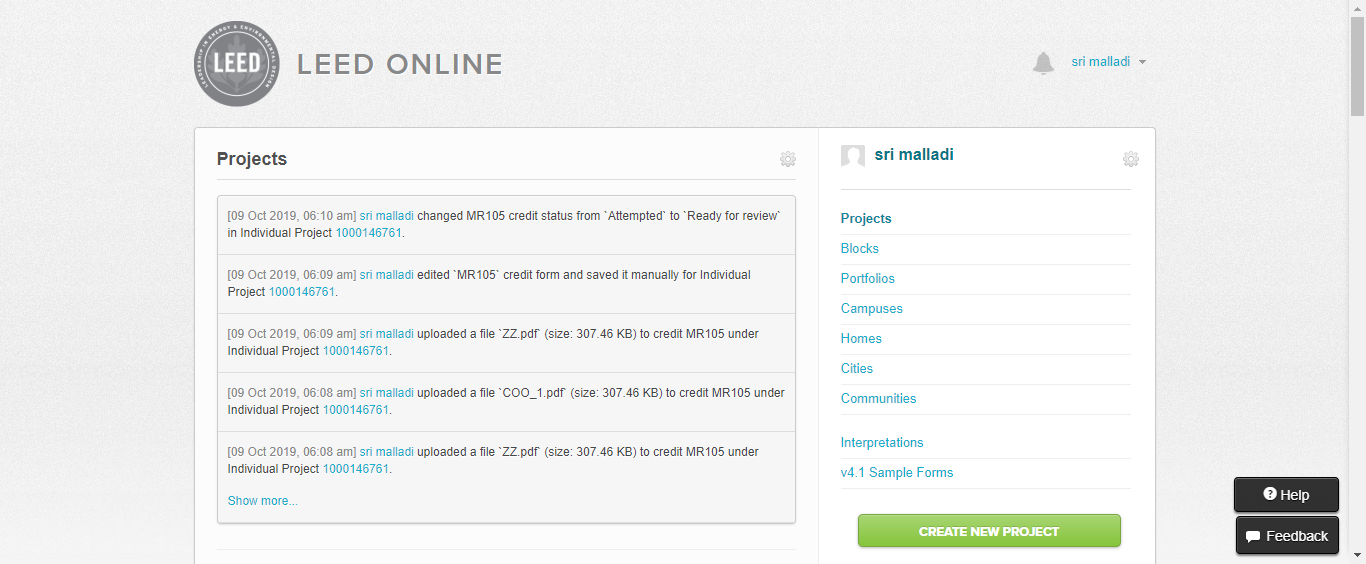 LEADERSHIP IN ENERGY & ENVIRONMENTAL DESIGN
LEED
LEED ONLINE
sri malladi
Projects
[09 Oct 2019, 06:10 am] sri malladi changed MR105 credit status from `Attempted` to `Ready for review`
in Individual Project 1000146761.
[09 Oct 2019, 06:09 am] sri malladi edited `MR105` credit form and saved it manually for Individual
Project 1000146761.
[09 Oct 2019, 06:09 am] sri malladi uploaded a file `ZZ.pdf` (size: 307.46 KB) to credit MR105 under
Individual Project 1000146761.
[09 Oct 2019, 06:08 am] sri malladi uploaded a file `COO_1.pdf` (size: 307.46 KB) to credit MR105 under
Individual Project 1000146761.
[09 Oct 2019, 06:08 am] sri malladi uploaded a file `ZZ.pdf` (size: 307.46 KB) to credit MR105 under
Individual Project 1000146761.
Show more...
sri malladi
Projects
Blocks
Portfolios
Campuses
Homes
Cities
Communities
Interpretations
v4.1 Sample Forms
CREATE NEW PROJECT
Help
Feedback